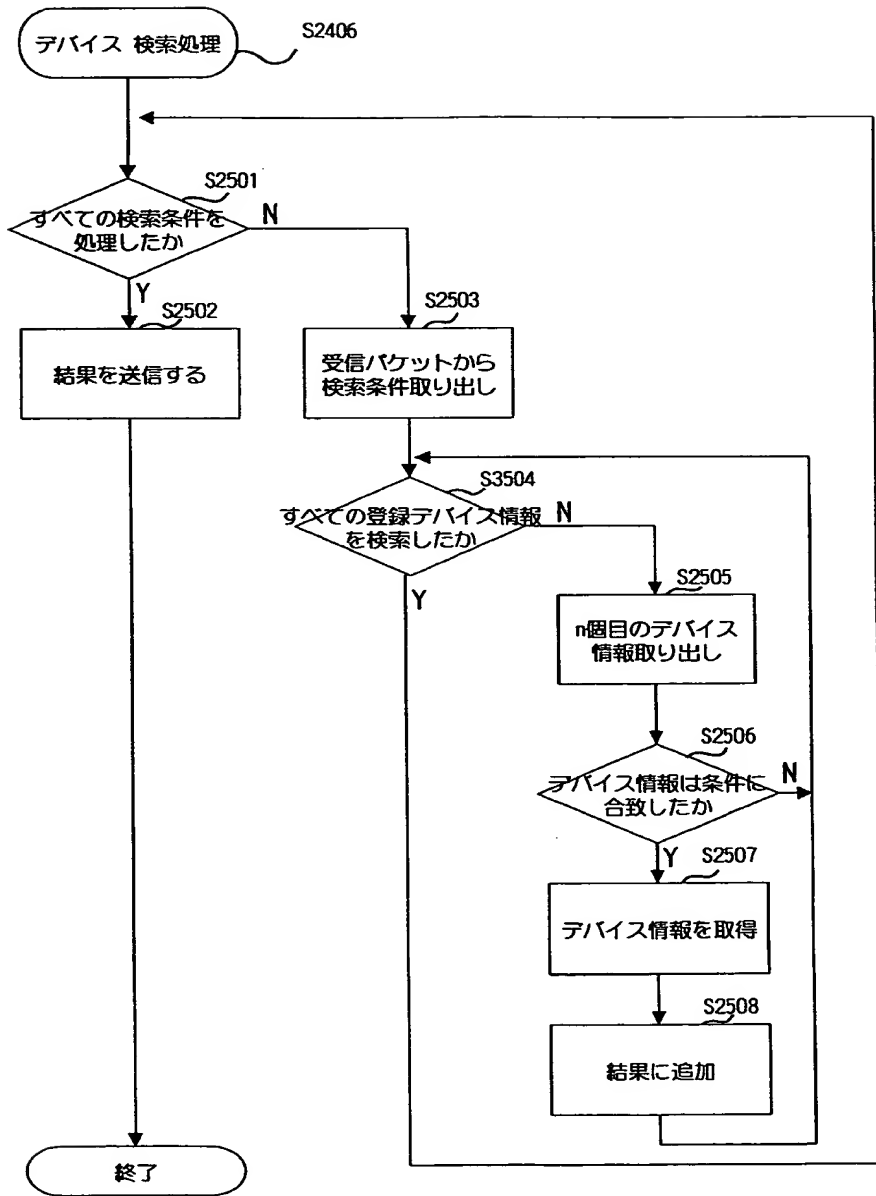 デバイス 検索処理
S2406
S2501
すべての検索条件を
処理したか
N
Y
S2502
結果を送信する
S2503
受信パケットから
検索条件取り出し
S3504
すべての登録デバイス情報
を検索したか
N
Y
S2505
n個目のデバイス
情報取り出し
S2506
デバイス情報は条件に
合致したか
N
Y
S2507
デバイス情報を取得
S2508
結果に追加
終了